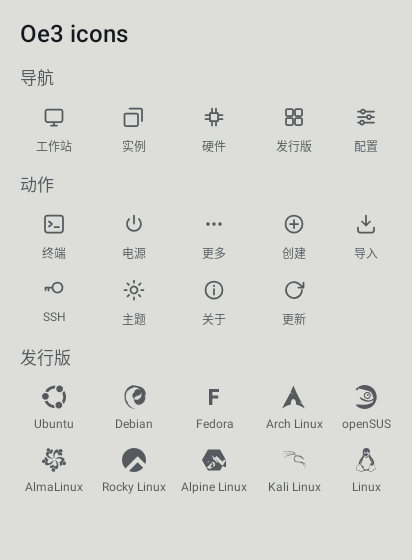 Oe3 icons
导航
工作站 实例 硬件 发行版 配置
动作
终端 电源 更多 创建 导入
SSH 主题 关于 更新
发行版
Ubuntu Debian Fedora Arch Linux openSUS
AlmaLinux Rocky Linux Alpine Linux Kali Linux Linux